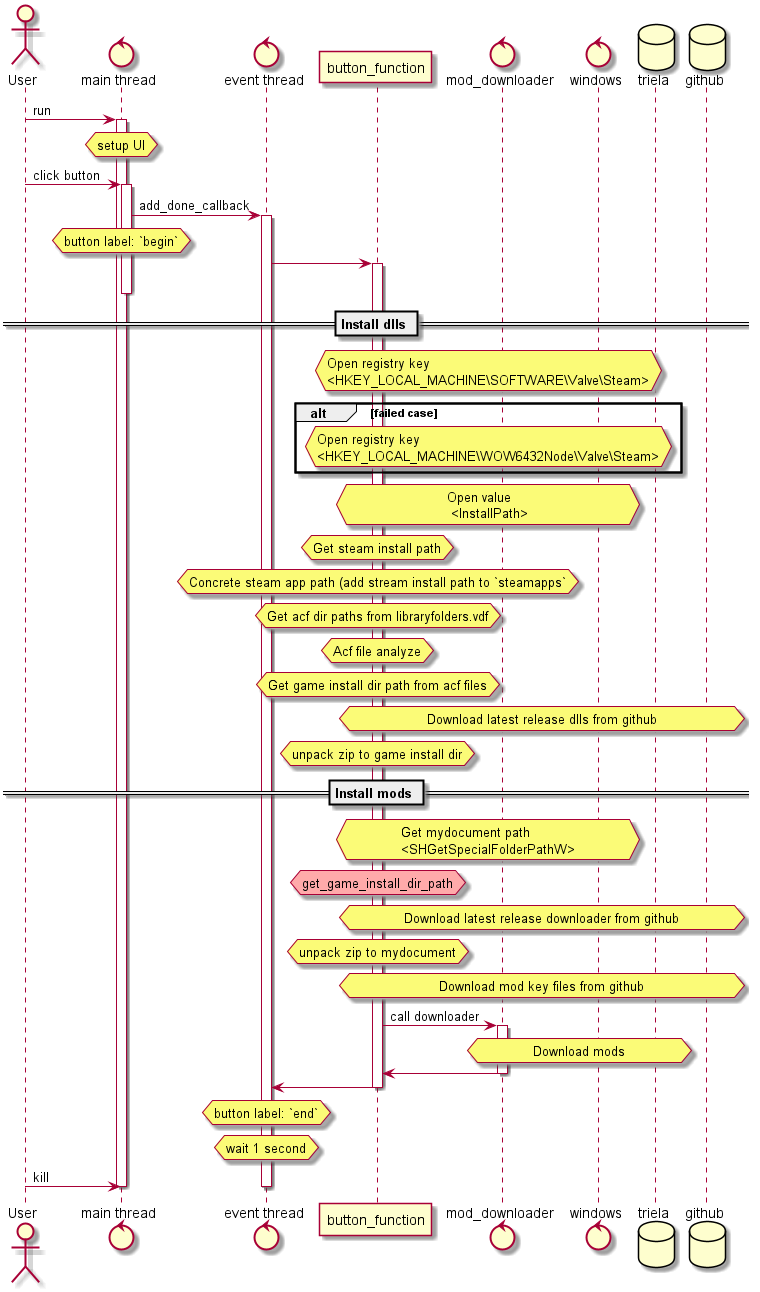 User
main thread
event thread
button_function
mod_downloader
windows
triela
github
run
setup UI
click button
add_done_callback
button label: `begin`
Install dlls
Open registry key
<HKEY_LOCAL_MACHINE\SOFTWARE\Valve\Steam>
alt
[failed case]
Open registry key
<HKEY_LOCAL_MACHINE\WOW6432Node\Valve\Steam>
Open value
<InstallPath>
Get steam install path
Concrete steam app path (add stream install path to `steamapps`
Get acf dir paths from libraryfolders.vdf
Acf file analyze
Get game install dir path from acf files
Download latest release dlls from github
unpack zip to game install dir
Install mods
Get mydocument path
<SHGetSpecialFolderPathW>
get_game_install_dir_path
Download latest release downloader from github
unpack zip to mydocument
Download mod key files from github
call downloader
Download mods
button label: `end`
wait 1 second
kill
User
main thread
event thread
button_function
mod_downloader
windows
triela
github